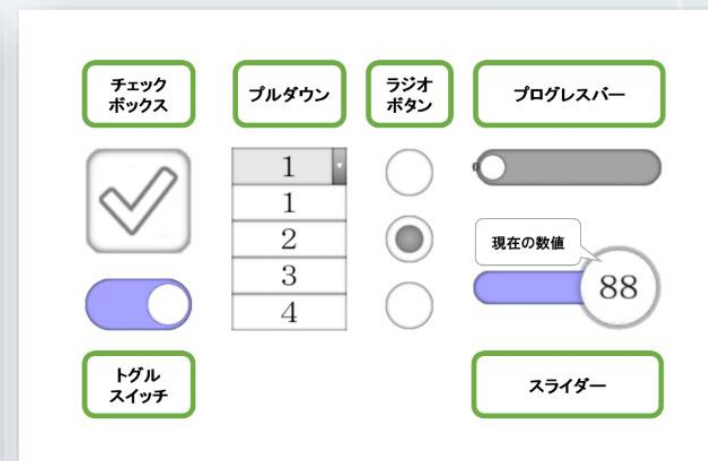 チェック
ボックス
プルダウン
ラジオ
ボタン
プログレスバー
1
1
2
3
4
現在の数値
88
トグル
スイッチ
スライダー